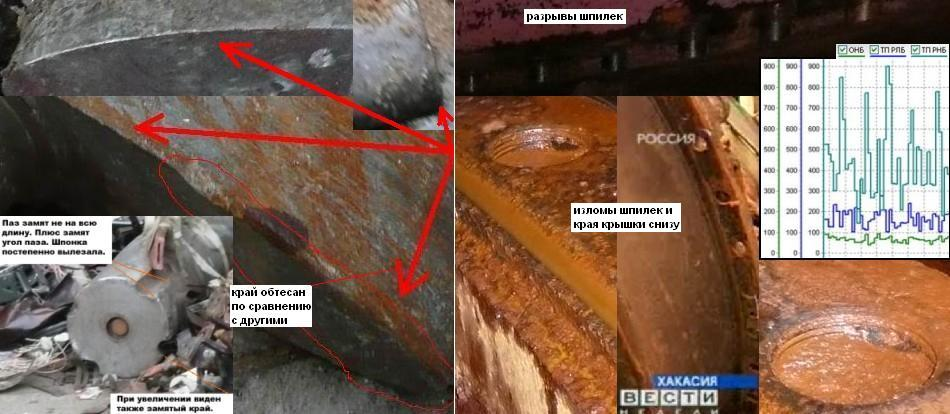 разрывы шпилек
ОНБ ТП РЛБ ТП РНБ
900 900 900
800 800 800
700 700 700
600 600 600
500 500 500
400 400 400
300 300 300
200 200 200
100 100 100
0 0 0
РОССИЯ
изломы шпилек и
края крышки снизу
Паз замят не на всю
длину. Плюс замят
угол паза. Шпонка
постепенно вылезала.
край обтесан
по сравнению
с другими
При увеличении виден
также замятый край.
ХАКАСИЯ
ВЕСТИ
НЕДЕЛИ